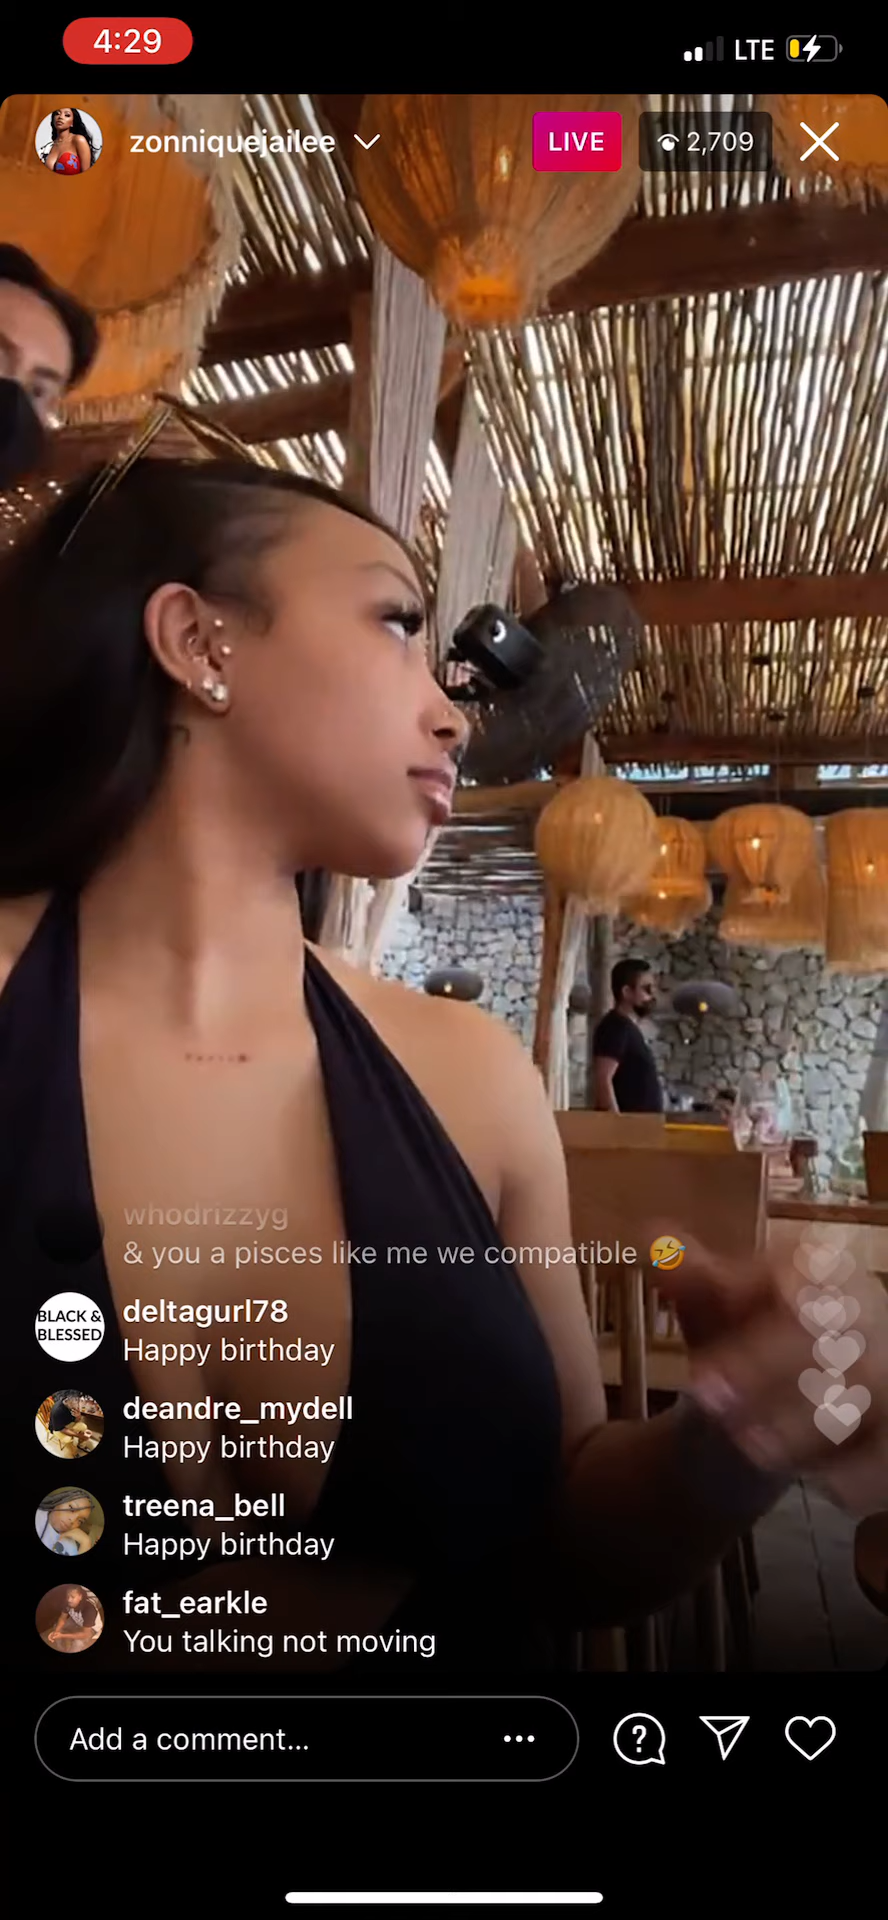 4:29
LTE
zonniquejailee
LIVE
2,709
whodrizzyg
& you a pisces like me we compatible 🤣
BLACK &
BLESSED
deltagurl78
Happy birthday
deandre_mydell
Happy birthday
treena_bell
Happy birthday
fat_earkle
You talking not moving
Add a comment...